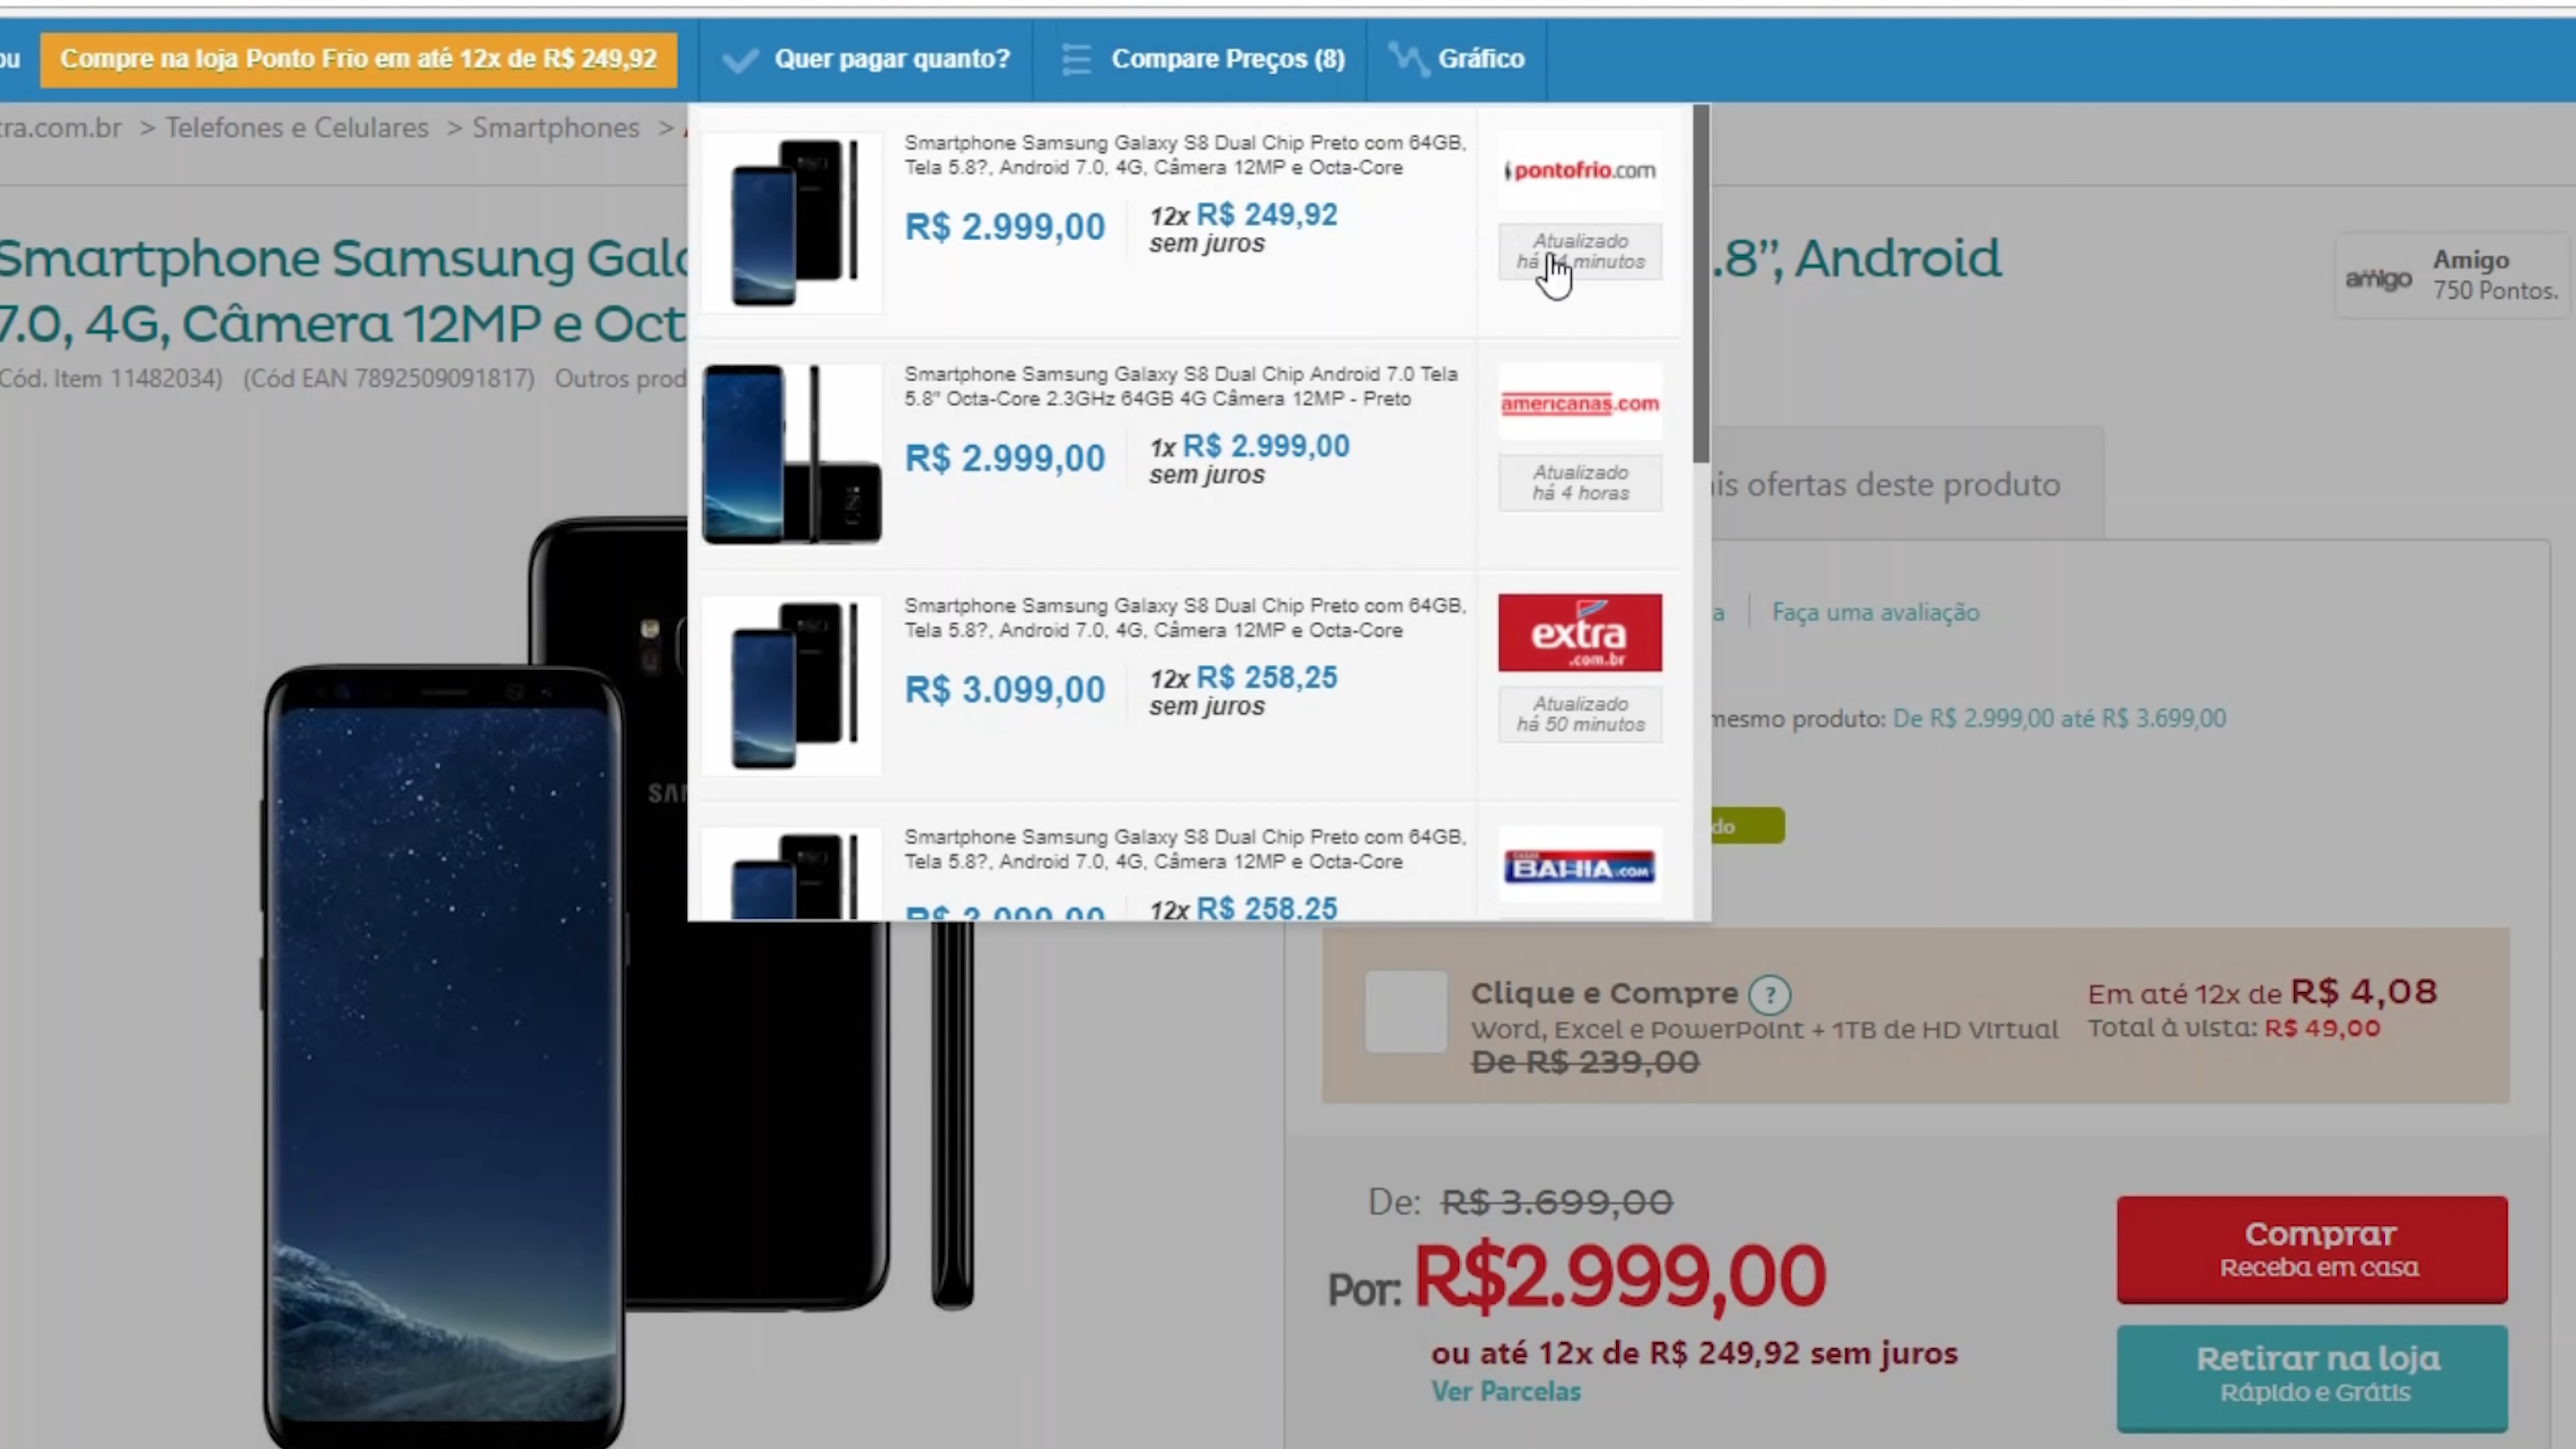 ou
Compre na loja Ponto Frio em até 12x de R$ 249,92
Quer pagar quanto?
Compare Preços (8)
Gráfico
ra.com.br > Telefones e Celulares > Smartphones >
Smartphone Samsung Galaxy S8 Dual Chip Preto com 64GB,
Tela 5.8?, Android 7.0, 4G, Câmera 12MP e Octa-Core
R$ 2.999,00
12x R$ 249,92
sem juros
pontofrio.com
Atualizado
há minutos
Smartphone Samsung Gala
.8”, Android
7.0, 4G, Câmera 12MP e Oct
Cód. Item 11482034) (Cód EAN 7892509091817) Outros prod
amigo
Amigo
750 Pontos.
Smartphone Samsung Galaxy S8 Dual Chip Android 7.0 Tela
5.8" Octa-Core 2.3GHz 64GB 4G Câmera 12MP - Preto
R$ 2.999,00
1x R$ 2.999,00
sem juros
americanas.com
Atualizado
há 4 horas
is ofertas deste produto
Smartphone Samsung Galaxy S8 Dual Chip Preto com 64GB,
Tela 5.8?, Android 7.0, 4G, Câmera 12MP e Octa-Core
R$ 3.099,00
12x R$ 258,25
sem juros
extra
.com.br
Atualizado
há 50 minutos
a
Faça uma avaliação
mesmo produto: De R$ 2.999,00 até R$ 3.699,00
SAM
do
Smartphone Samsung Galaxy S8 Dual Chip Preto com 64GB,
Tela 5.8?, Android 7.0, 4G, Câmera 12MP e Octa-Core
12x R$ 258,25
CASAS
BAHIA.COM
Clique e Compre ?
Word, Excel e PowerPoint + 1TB de HD Virtual
De R$ 239,00
Em até 12x de R$ 4,08
Total à vista: R$ 49,00
De: R$ 3.699,00
Por: R$2.999,00
ou até 12x de R$ 249,92 sem juros
Ver Parcelas
Comprar
Receba em casa
Retirar na loja
Rápido e Grátis